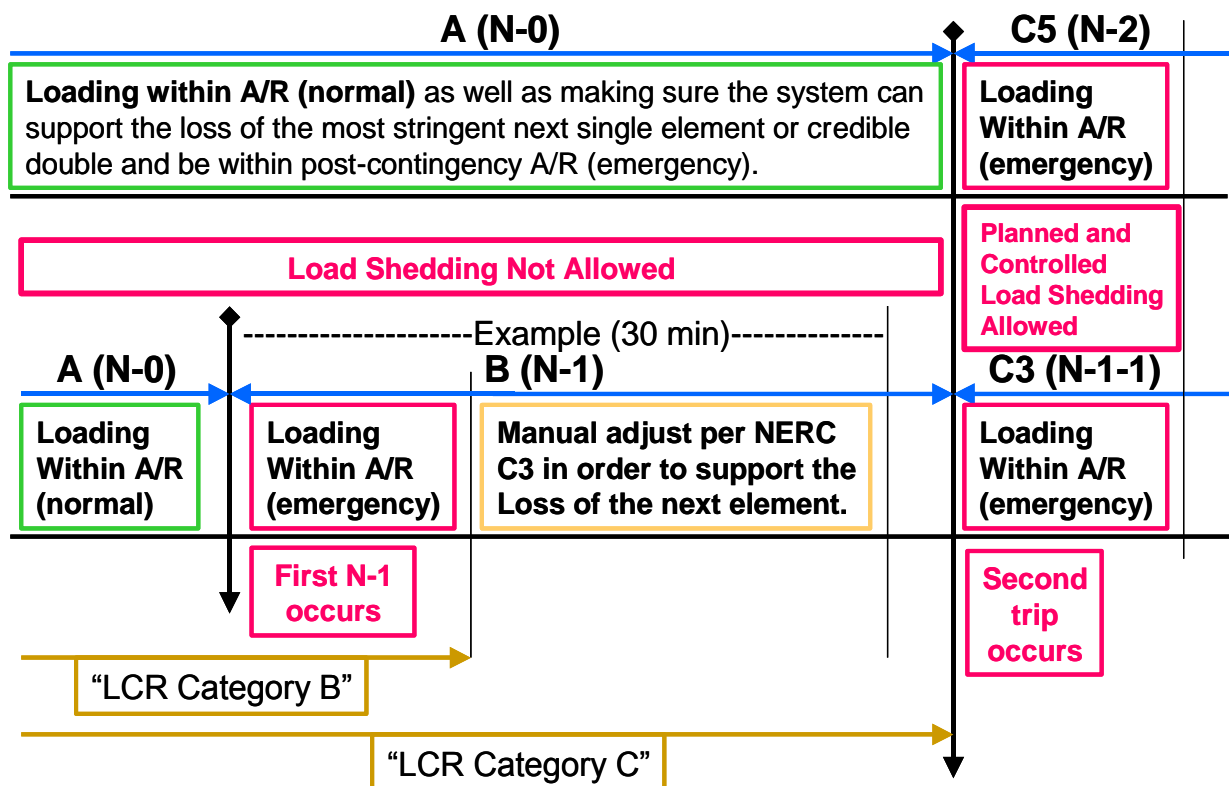 A (N-0)
C5 (N-2)
Loading within A/R (normal) as well as making sure the system can
support the loss of the most stringent next single element or credible
double and be within post-contingency A/R (emergency).
Loading
Within A/R
(emergency)
Load Shedding Not Allowed
Planned and
Controlled
Load Shedding
Allowed
Example (30 min)
A (N-0)
B (N-1)
C3 (N-1-1)
Loading
Within A/R
(normal)
Loading
Within A/R
(emergency)
Manual adjust per NERC
C3 in order to support the
Loss of the next element.
Loading
Within A/R
(emergency)
First N-1
occurs
Second
trip
occurs
“LCR Category B”
“LCR Category C”